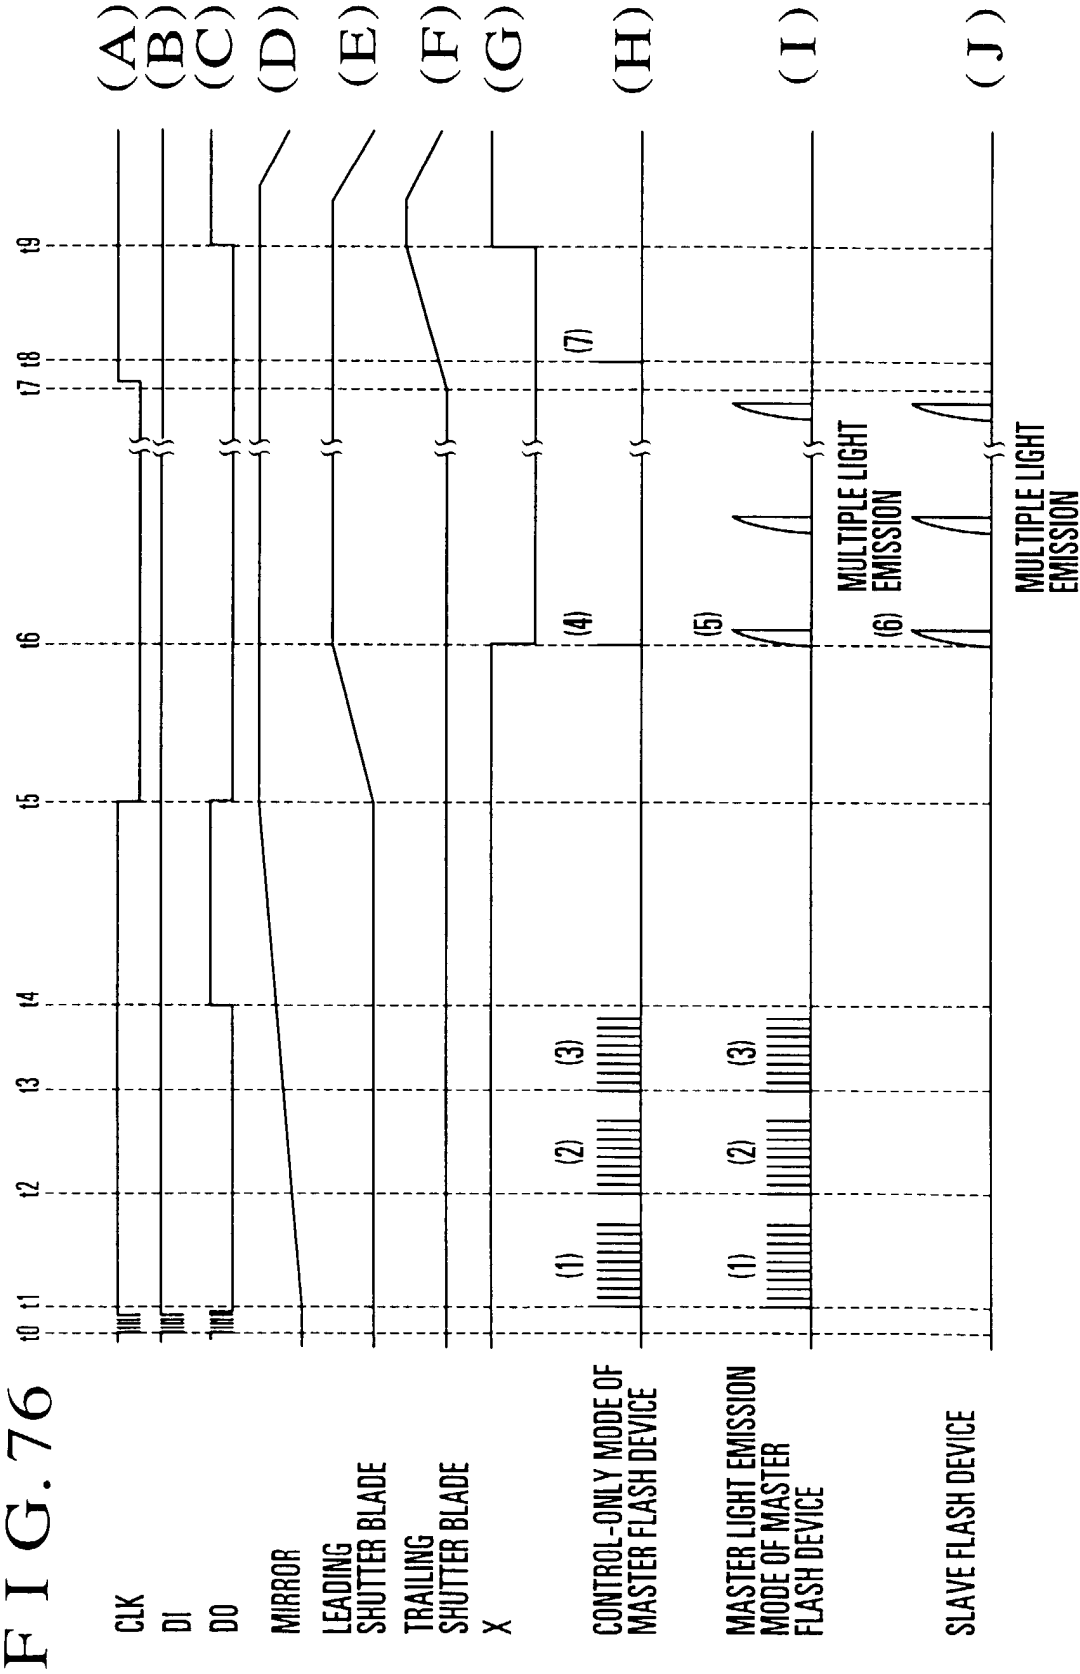 FIG.76
t0 t1 t2 t3 t4 t5 t6 t7 t8 t9
CLK (A)
DI (B)
DO (C)
MIRROR (D)
LEADING
SHUTTER BLADE (E)
TRAILING
SHUTTER BLADE (F)
X (G)
(1) (2) (3) (4) (7)
CONTROL-ONLY MODE OF
MASTER FLASH DEVICE (H)
(1) (2) (3) (5)
MASTER LIGHT EMISSION
MODE OF MASTER
FLASH DEVICE (I)
MULTIPLE LIGHT
EMISSION
(6)
SLAVE FLASH DEVICE (J)
MULTIPLE LIGHT
EMISSION